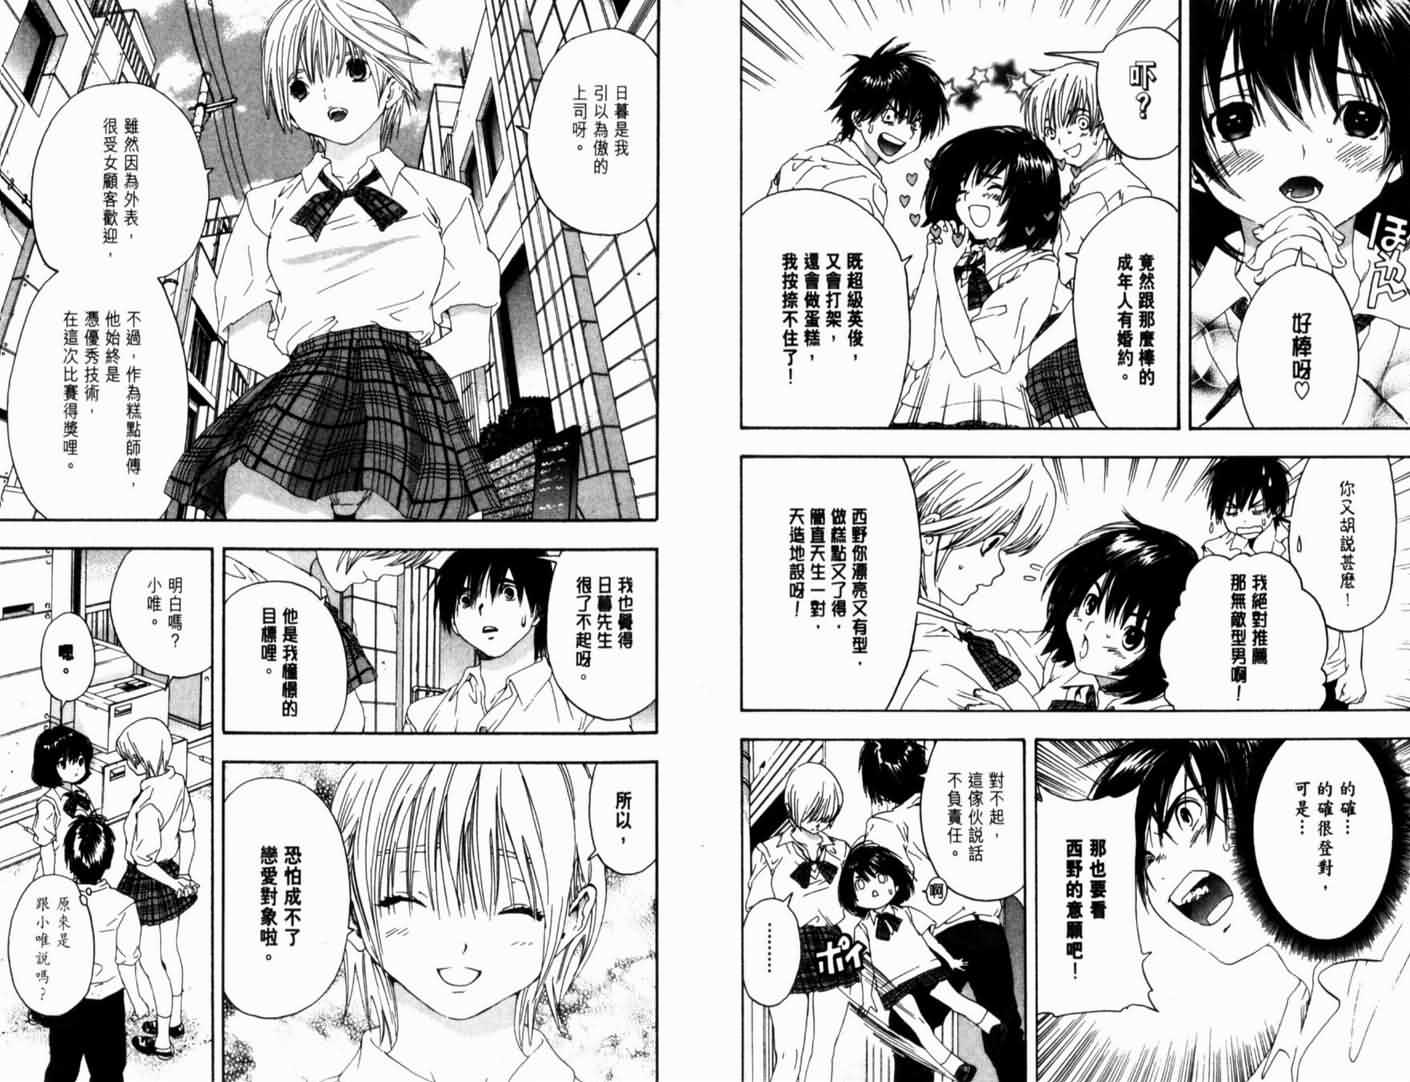 ほわん
好棒呀♡
吓？
竟然跟那麼棒的
成年人有婚約。
既超級英俊，
又會打架，
還會做蛋糕，
我按捺不住了！
你又胡說甚麼！
我絕對推薦
那無敵型男啊！
西野你漂亮又有型，
做糕點又了得，
簡直天生一對，
天造地設呀！
的確…
的確很登對，
可是…
那也要看
西野的意願吧！
對不起，
這傢伙說話
不負責任。
啊
ポイ
………
日暮是我
引以為傲的
上司呀。
雖然因為外表，
很受女顧客歡迎，
不過，作為糕點師傅，
他始終是
憑優秀技術，
在這次比賽得獎哩。
我也覺得
日暮先生
很了不起呀。
他是我憧憬的
目標哩。
明白嗎？
小唯。
嗯。
原來是
跟小唯說嗎？
所以，
恐怕成不了
戀愛對象啦。